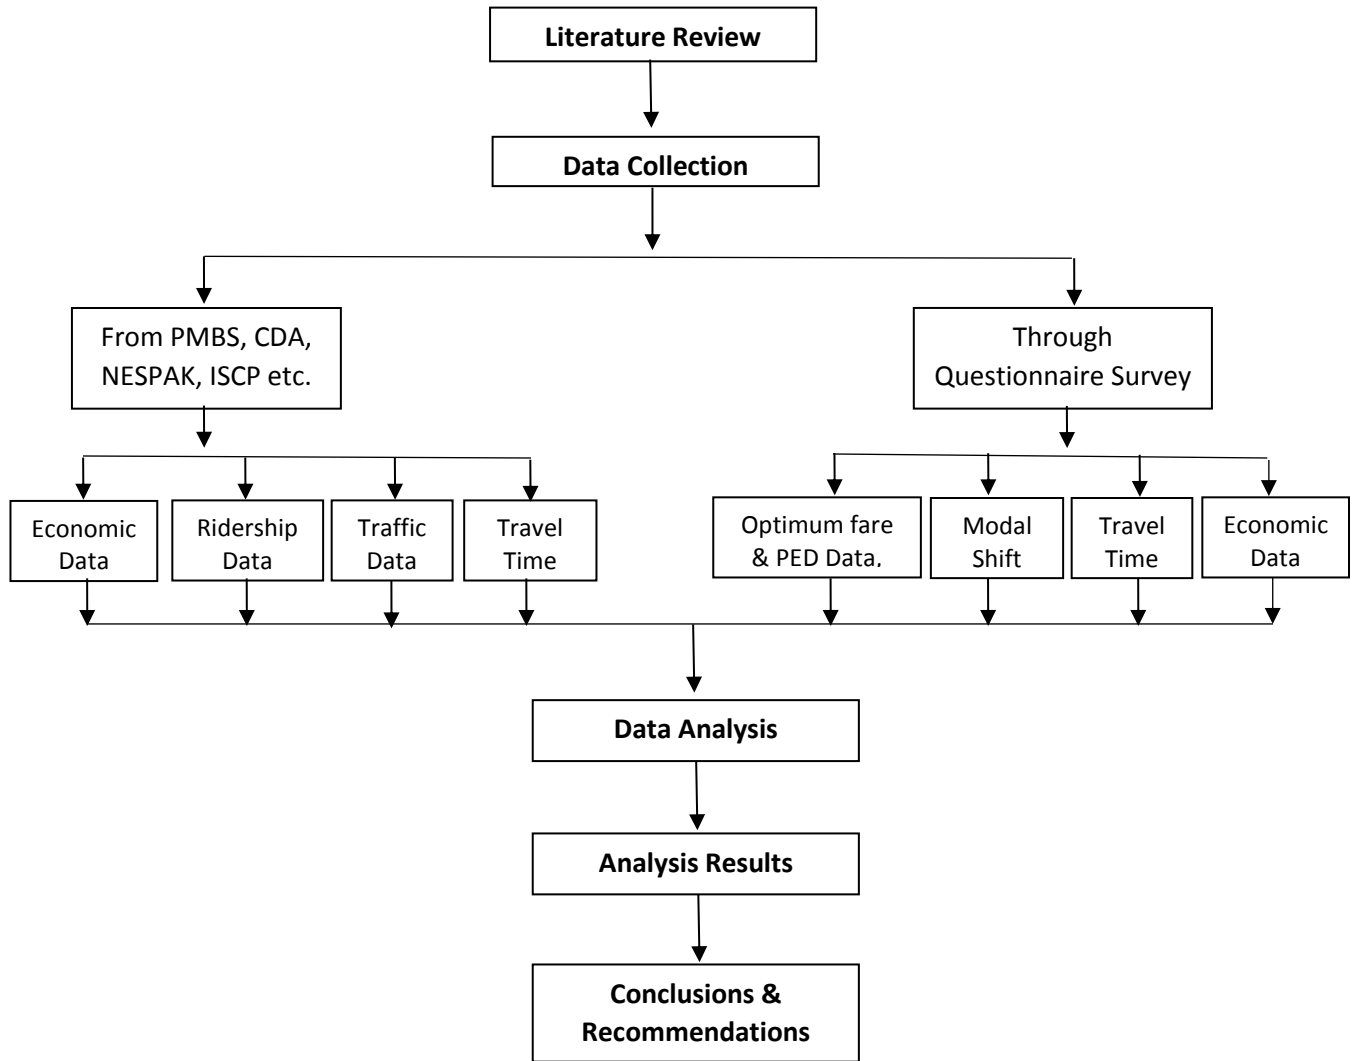 Literature Review
Data Collection
From PMBS, CDA,
NESPAK, ISCP etc.
Through
Questionnaire Survey
Economic
Data
Ridership
Data
Traffic
Data
Travel
Time
Optimum fare
& PED Data.
Modal
Shift
Travel
Time
Economic
Data
Data Analysis
Analysis Results
Conclusions &
Recommendations